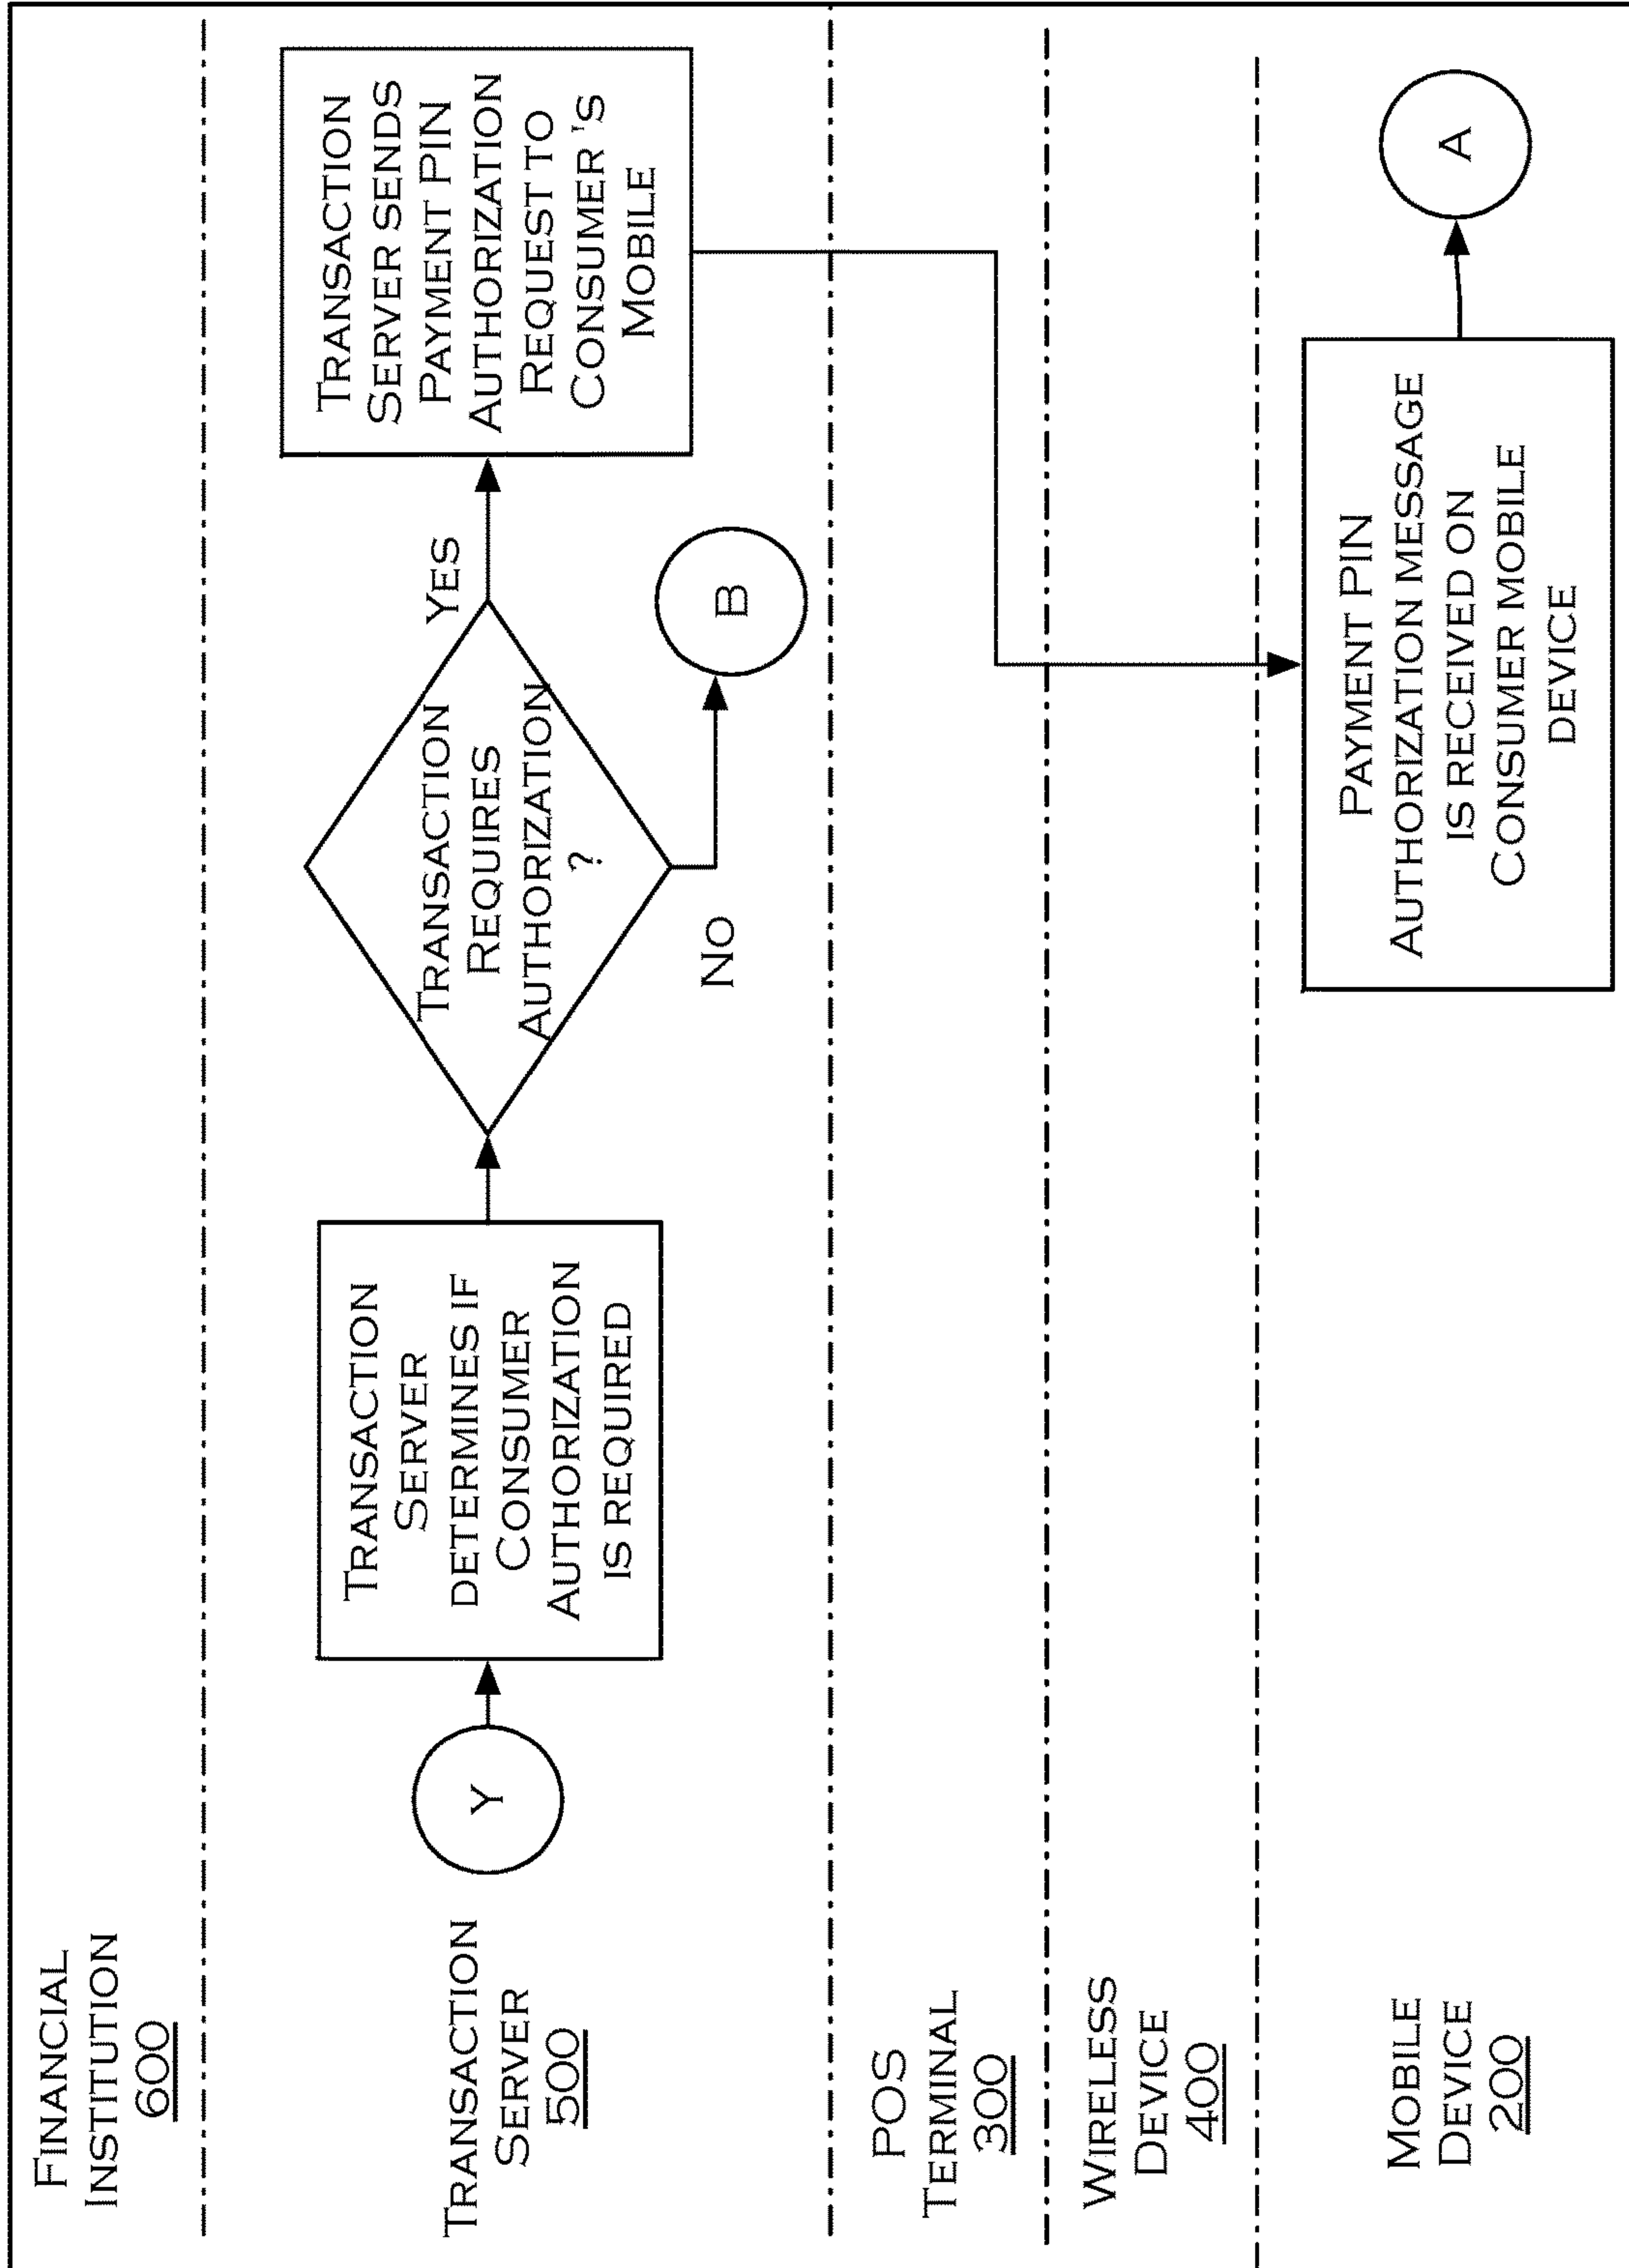 FINANCIAL
INSTITUTION
600
TRANSACTION
SERVER
500
Y
TRANSACTION
SERVER
DETERMINES IF
CONSUMER
AUTHORIZATION
IS REQUIRED
TRANSACTION
REQUIRES
AUTHORIZATION
?
YES
NO
B
TRANSACTION
SERVER SENDS
PAYMENT PIN
AUTHORIZATION
REQUEST TO
CONSUMER 'S
MOBILE
POS
TERMINAL
300
WIRELESS
DEVICE
400
MOBILE
DEVICE
200
PAYMENT PIN
AUTHORIZATION MESSAGE
IS RECEIVED ON
CONSUMER MOBILE
DEVICE
A